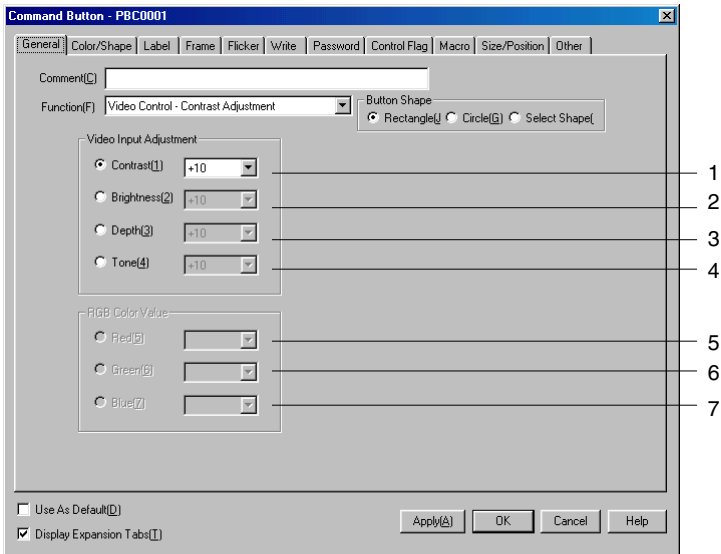 Command Button - PBC0001
General Color/Shape Label Frame Flicker Write Password Control Flag Macro Size/Position Other
Comment(C)
Function(F) Video Control - Contrast Adjustment
Button Shape
Rectangle(J Circle(G) Select Shape(
Video Input Adjustment
Contrast(1) +10 1
Brightness(2) +10 2
Depth(3) +10 3
Tone(4) +10 4
RGB Color Value
Red(5) 5
Green(6) 6
Blue(7) 7
Use As Default(D)
Display Expansion Tabs(T)
Apply(A) OK Cancel Help